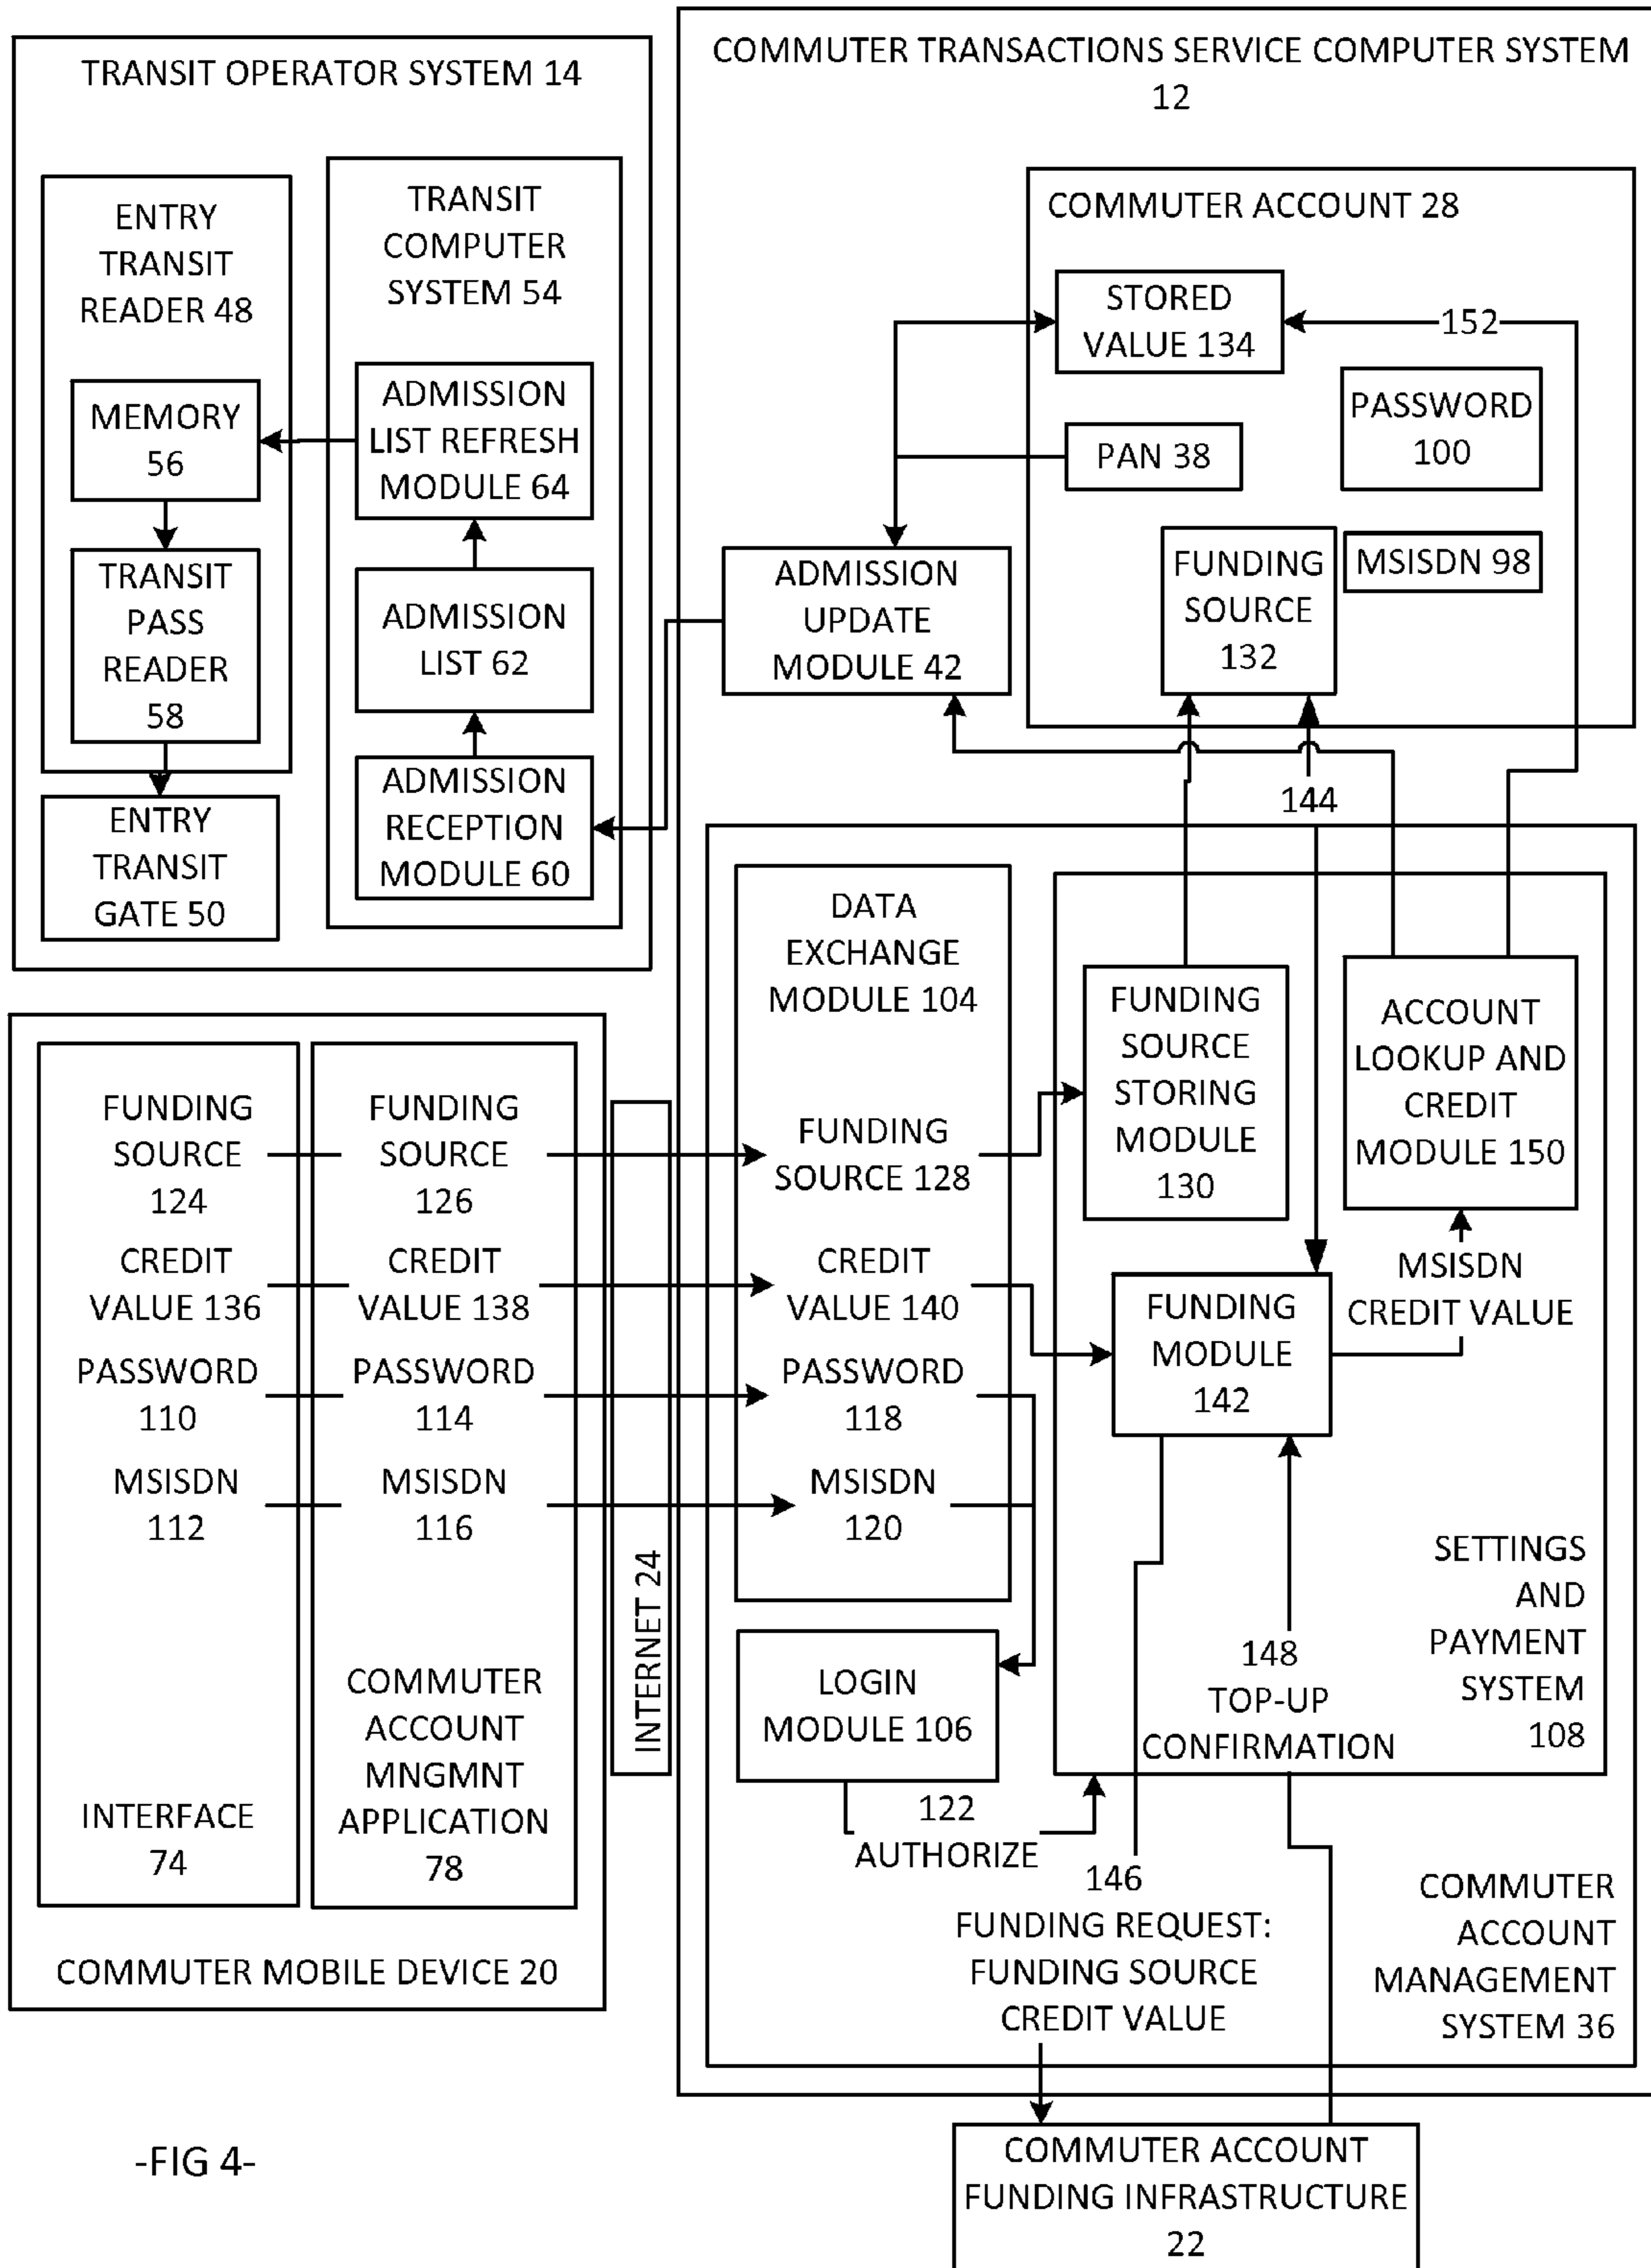 TRANSIT OPERATOR SYSTEM 14
ENTRY
TRANSIT
READER 48
MEMORY
56
TRANSIT
PASS
READER
58
ENTRY
TRANSIT
GATE 50
TRANSIT
COMPUTER
SYSTEM 54
ADMISSION
LIST REFRESH
MODULE 64
ADMISSION
LIST 62
ADMISSION
RECEPTION
MODULE 60
COMMUTER TRANSACTIONS SERVICE COMPUTER SYSTEM
12
COMMUTER ACCOUNT 28
STORED
VALUE 134
152
PASSWORD
100
PAN 38
FUNDING
SOURCE
132
MSISDN 98
ADMISSION
UPDATE
MODULE 42
144
DATA
EXCHANGE
MODULE 104
FUNDING
SOURCE 128
CREDIT
VALUE 140
PASSWORD
118
MSISDN
120
FUNDING
SOURCE
STORING
MODULE
130
ACCOUNT
LOOKUP AND
CREDIT
MODULE 150
MSISDN
CREDIT VALUE
FUNDING
MODULE
142
SETTINGS
AND
PAYMENT
SYSTEM
108
148
TOP-UP
CONFIRMATION
LOGIN
MODULE 106
122
AUTHORIZE
146
FUNDING REQUEST:
FUNDING SOURCE
CREDIT VALUE
COMMUTER
ACCOUNT
MANAGEMENT
SYSTEM 36
FUNDING
SOURCE
124
CREDIT
VALUE 136
PASSWORD
110
MSISDN
112
INTERFACE
74
FUNDING
SOURCE
126
CREDIT
VALUE 138
PASSWORD
114
MSISDN
116
COMMUTER
ACCOUNT
MNGMNT
APPLICATION
78
COMMUTER MOBILE DEVICE 20
INTERNET 24
-FIG 4-
COMMUTER ACCOUNT
FUNDING INFRASTRUCTURE
22